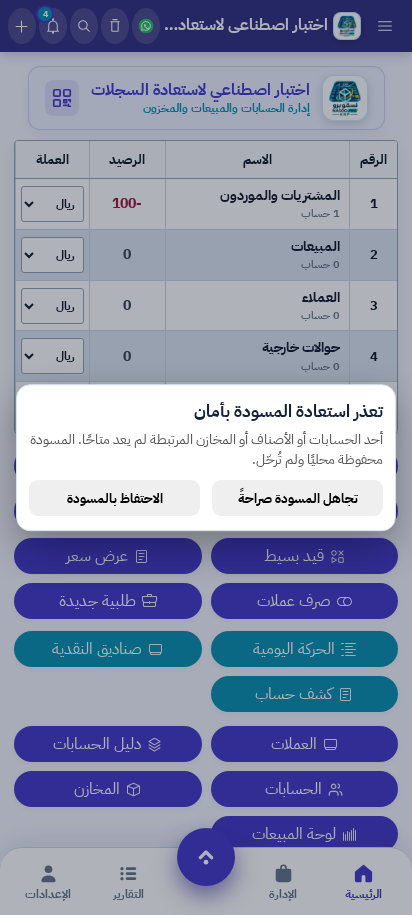 اختبار اصطناعي لاستعادة...
4
اختبار اصطناعي لاستعادة السجلات
إدارة الحسابات والمبيعات والمخزون
الرقم الاسم الرصيد العملة
1 المشتريات والموردون -100 ريال
1 حساب
2 المبيعات 0 ريال
0 حساب
3 العملاء 0 ريال
0 حساب
4 حوالات خارجية 0 ريال
0 حساب
تعذر استعادة المسودة بأمان
أحد الحسابات أو الأصناف أو المخازن المرتبطة لم يعد متاحًا. المسودة
محفوظة محليًا ولم تُرحّل.
تجاهل المسودة صراحةً
الاحتفاظ بالمسودة
قيد بسيط
عرض سعر
صرف عملات
طلبية جديدة
الحركة اليومية
صناديق النقدية
كشف حساب
العملات
دليل الحسابات
الحسابات
المخازن
لوحة المبيعات
الرئيسية
الإدارة
التقارير
الإعدادات